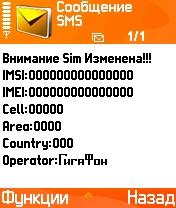 Сообщение
SMS
1/1
Внимание Sim Изменена!!!
IMSI:000000000000000
IMEI:000000000000000
Cell:00000
Area:0000
Country:000
Operator:ГигаФон
Функции
Назад